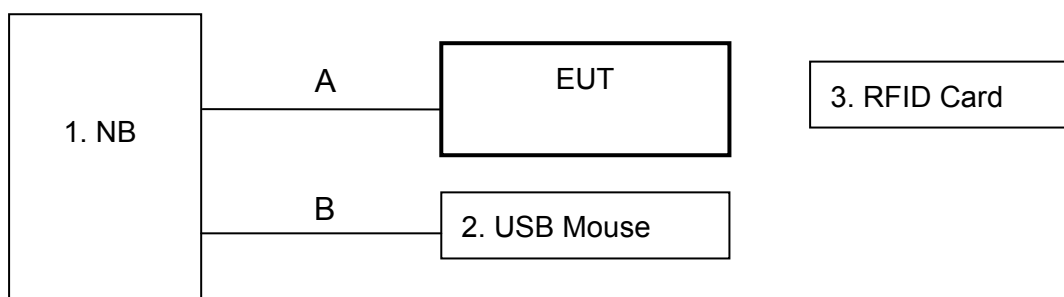 1. NB
A
EUT
3. RFID Card
B
2. USB Mouse